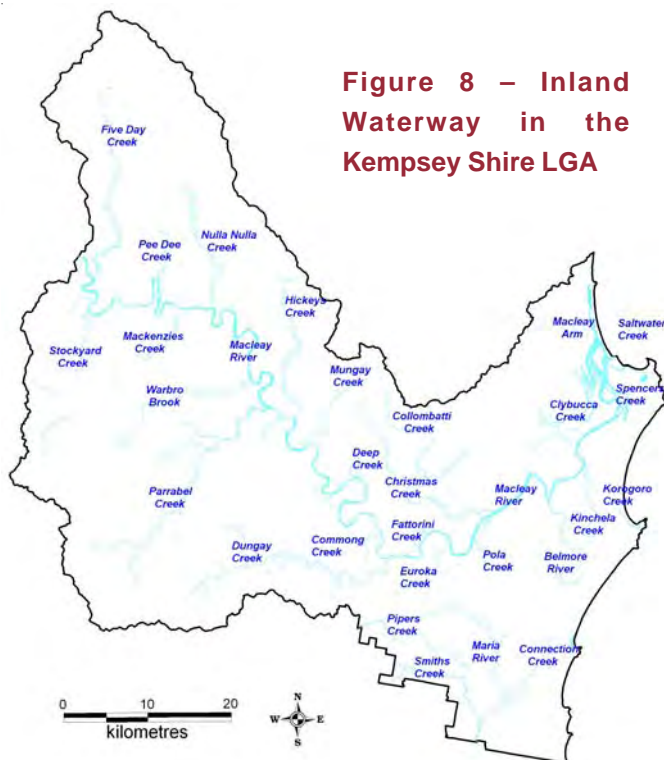 Figure 8 – Inland
Waterway in the
Kempsey Shire LGA
Five Day
Creek
Pee Dee
Creek
Nulla Nulla
Creek
Hickeys
Creek
Macleay
Arm
Saltwater
Creek
Stockyard
Creek
Mackenzies
Creek
Macleay
River
Mungay
Creek
Warbro
Brook
Collombatti
Creek
Clybucca
Creek
Spencers
Creek
Deep
Creek
Parrabel
Creek
Christmas
Creek
Macleay
River
Korogoro
Creek
Kinchela
Creek
Fattorini
Creek
Dungay
Creek
Commong
Creek
Euroka
Creek
Pola
Creek
Belmore
River
Pipers
Creek
Smiths
Creek
Maria
River
Connection
Creek
0 10 20
kilometres
N
W E
S